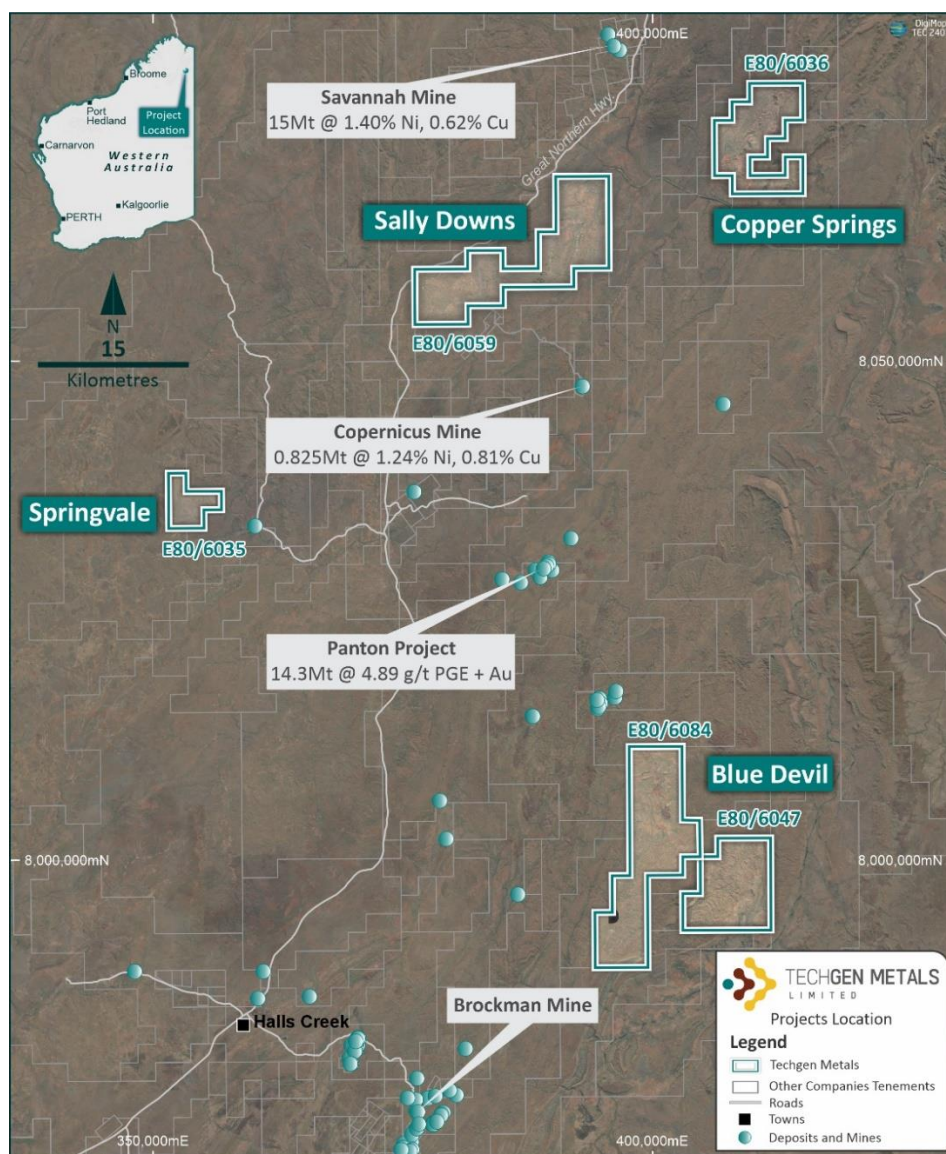 DigiMap
TEC 240
400,000mE
E80/6036
Broome
Port
Hedland
Project
Location
Carnarvon
Western
Australia
Kalgoorlie
PERTH
Savannah Mine
15Mt @ 1.40% Ni, 0.62% Cu
Great Northern Hwy.
Sally Downs
Copper Springs
N
15
Kilometres
E80/6059
8,050,000mN
Copernicus Mine
0.825Mt @ 1.24% Ni, 0.81% Cu
Springvale
E80/6035
Panton Project
14.3Mt @ 4.89 g/t PGE + Au
E80/6084
Blue Devil
E80/6047
8,000,000mN
8,000,000mN
Brockman Mine
Halls Creek
TECHGEN METALS
LIMITED
Projects Location
Legend
Techgen Metals
Other Companies Tenements
Roads
Towns
Deposits and Mines
350,000mE
400,000mE